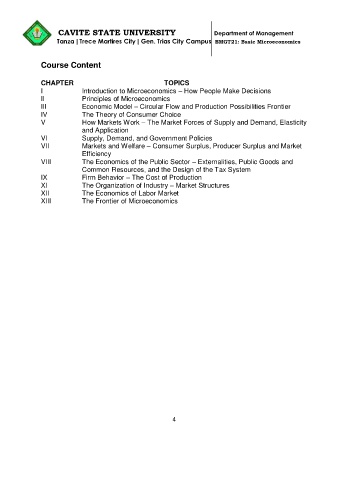 CAVITE STATE UNIVERSITY Department of Management
Tanza | Trece Martires City | Gen. Trias City Campus BMGT21: Basic Microeconomics
Course Content
CHAPTER TOPICS
I Introduction to Microeconomics – How People Make Decisions
II Principles of Microeconomics
III Economic Model – Circular Flow and Production Possibilities Frontier
IV The Theory of Consumer Choice
V How Markets Work – The Market Forces of Supply and Demand, Elasticity
and Application
VI Supply, Demand, and Government Policies
VII Markets and Welfare – Consumer Surplus, Producer Surplus and Market
Efficiency
VIII The Economics of the Public Sector – Externalities, Public Goods and
Common Resources, and the Design of the Tax System
IX Firm Behavior – The Cost of Production
XI The Organization of Industry – Market Structures
XII The Economics of Labor Market
XIII The Frontier of Microeconomics
4